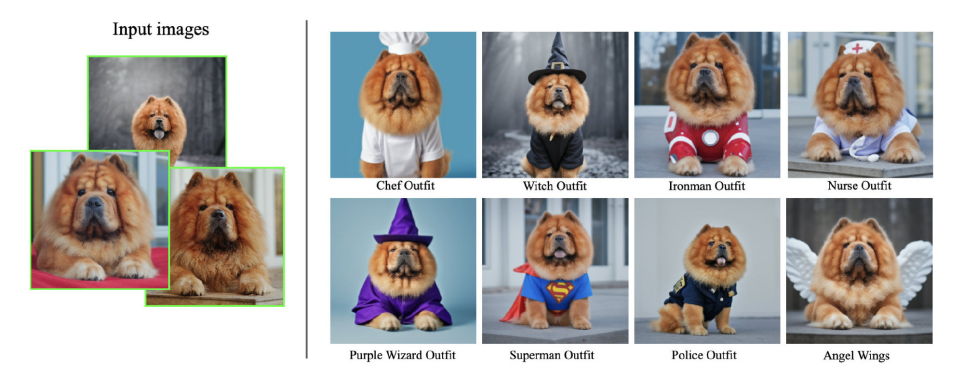 Input images
Chef Outfit
Witch Outfit
Ironman Outfit
Nurse Outfit
Purple Wizard Outfit
Superman Outfit
Police Outfit
Angel Wings